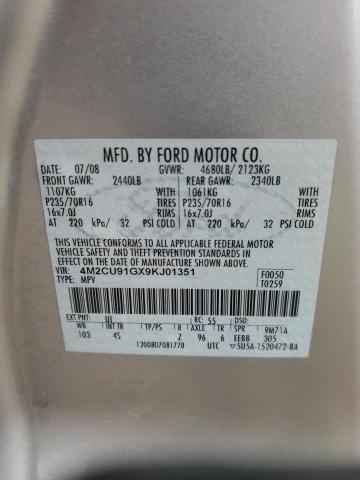 MFD. BY FORD MOTOR CO.
DATE: 07/08 GVWR: 4680LB/ 2123KG
FRONT GAWR: 2440LB REAR GAWR: 2340LB
1107KG WITH 1061KG WITH
P235/70R16 TIRES P235/70R16 TIRES
16x7.0J RIMS 16x7.0J RIMS
AT 220 kPa/ 32 PSI COLD AT 220 kPa/ 32 PSI COLD
THIS VEHICLE CONFORMS TO ALL APPLICABLE FEDERAL MOTOR
VEHICLE SAFETY AND THEFT PREVENTION STANDARDS IN EFFECT ON
THE DATE OF MANUFACTURE SHOWN ABOVE.
VIN: 4M2CU91GX9KJ01351 F0050
TYPE: MPV T0259
EXT PNT: UJ RC: 55 DSO:
WB INT TR TP/PS R AXLE TR SPR 9M71A
103 4S Z 96 6 EEBB 305
1200807081778 UTC 5U5A-1520472-BA